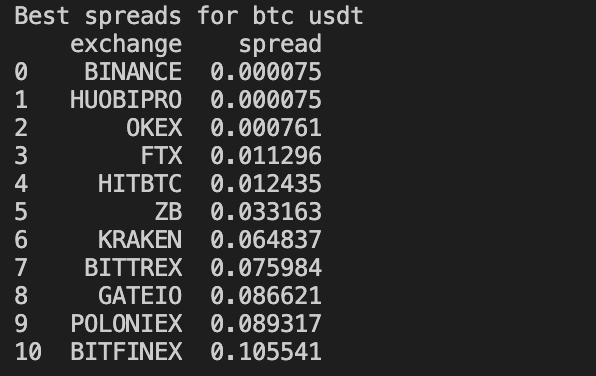 Best spreads for btc usdt
    exchange    spread
0    BINANCE  0.000075
1   HUOBIPRO  0.000075
2       OKEX  0.000761
3        FTX  0.011296
4     HITBTC  0.012435
5         ZB  0.033163
6     KRAKEN  0.064837
7    BITTREX  0.075984
8     GATEIO  0.086621
9   POLONIEX  0.089317
10  BITFINEX  0.105541